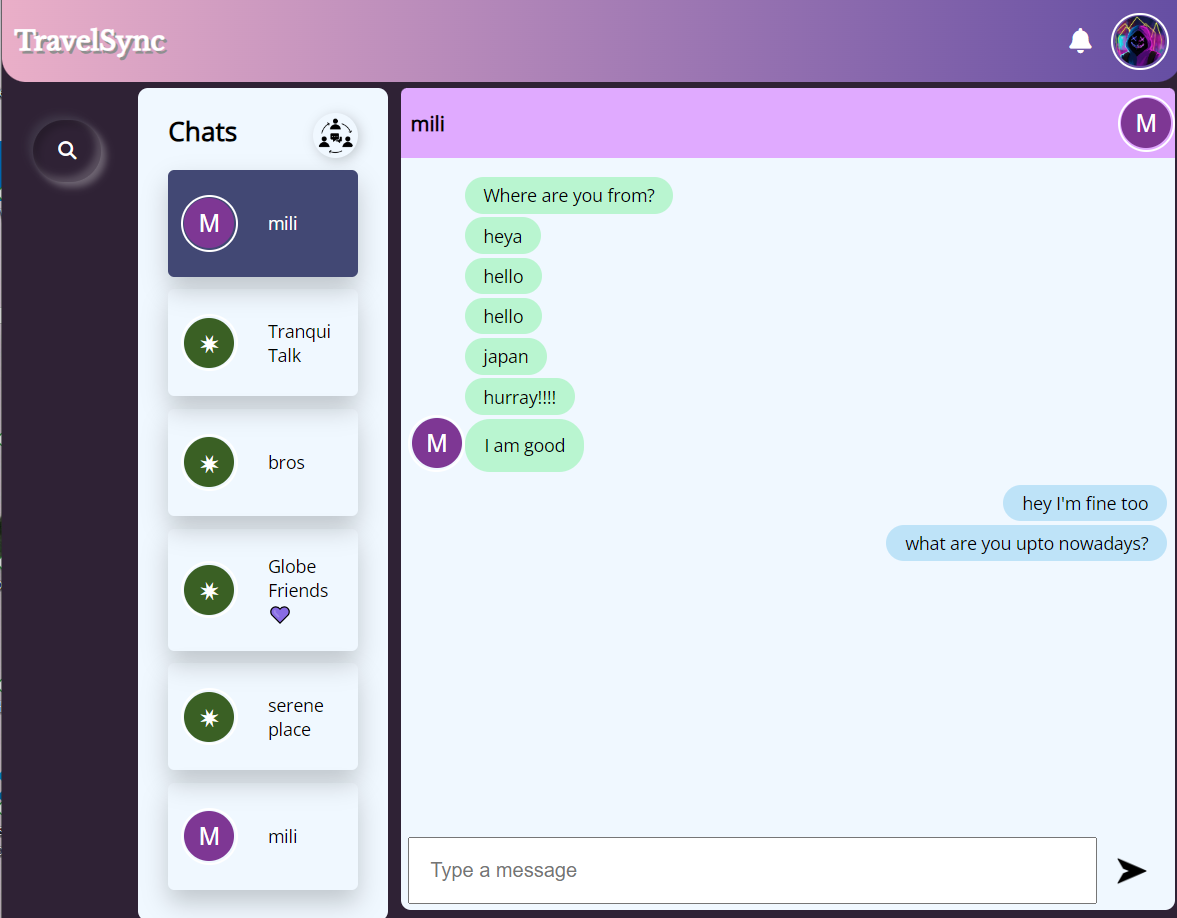 TravelSync
Chats
M
mili
Tranqui
Talk
bros
Globe
Friends
💜
serene
place
M
mili
mili
M
Where are you from?
heya
hello
hello
japan
hurray!!!!
M
I am good
hey I'm fine too
what are you upto nowadays?
Type a message